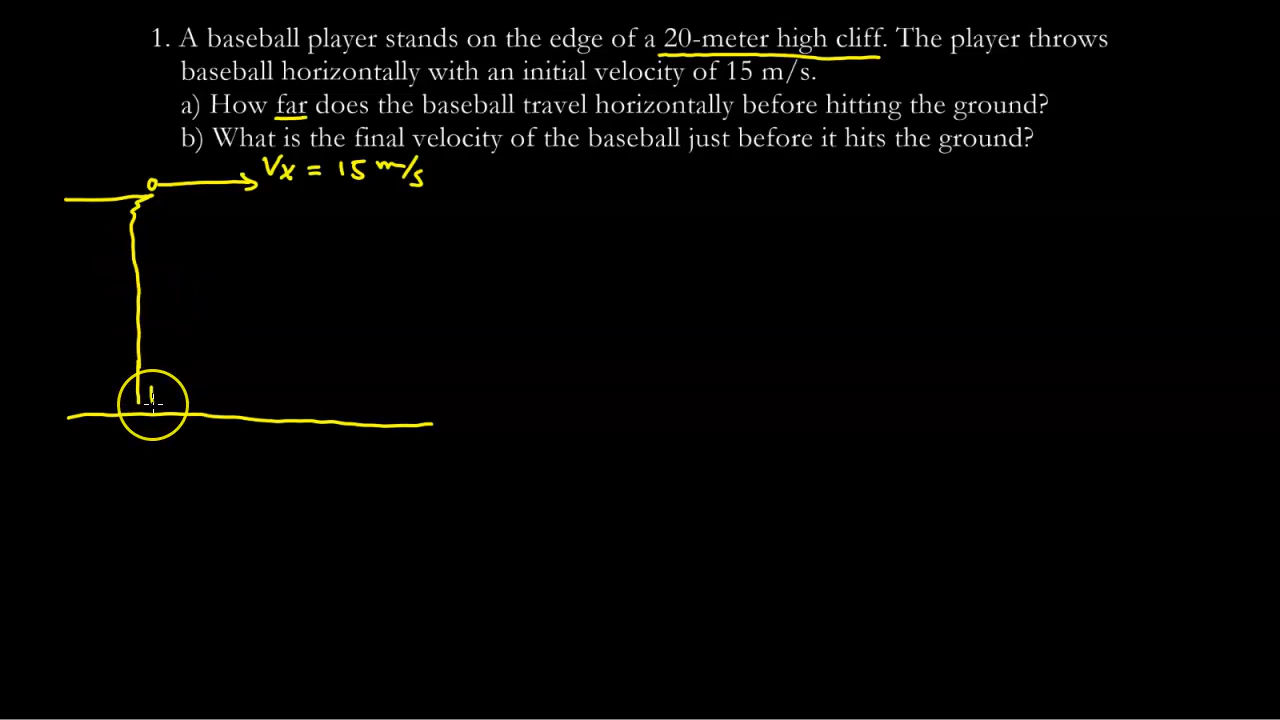 1. A baseball player stands on the edge of a 20-meter high cliff. The player throws
baseball horizontally with an initial velocity of 15 m/s.
a) How far does the baseball travel horizontally before hitting the ground?
b) What is the final velocity of the baseball just before it hits the ground?
Vx = 15 m/s